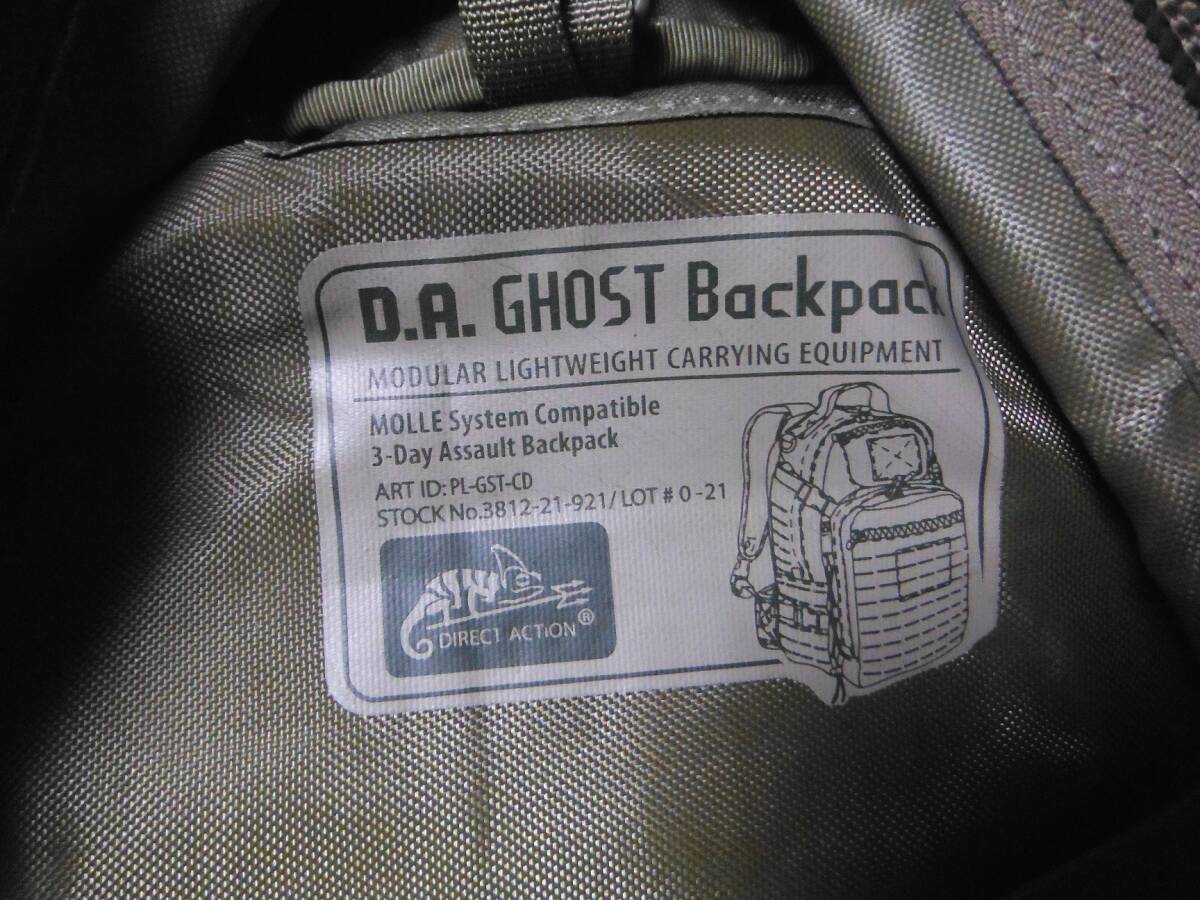 D.A. GHOST Backpack
MODULAR LIGHTWEIGHT CARRYING EQUIPMENT
MOLLE System Compatible
3-Day Assault Backpack
ART ID: PL-GST-CD
STOCK No.3812-21-921/ LOT # 0 -21
DIRECT ACTION®